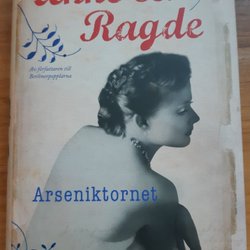 Ragde
Av författaren till
Berlinerpopplarna
Arseniktornet